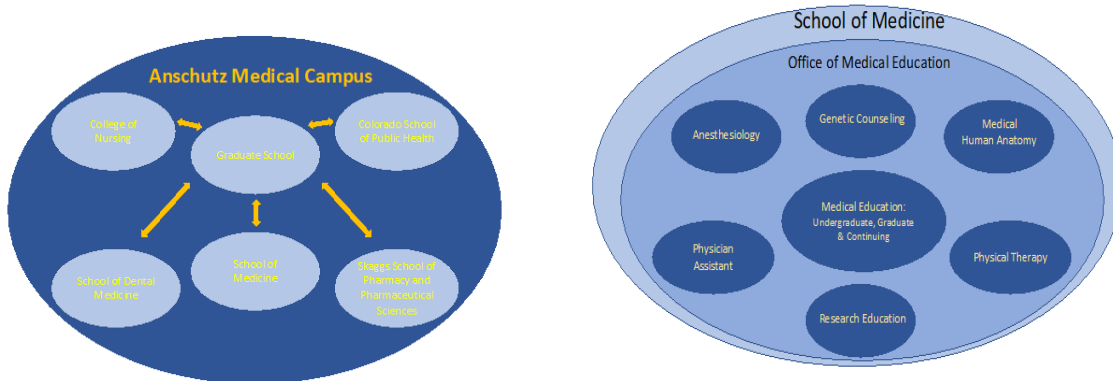 Anschutz Medical Campus
College of
Nursing
Graduate School
Colorado School
of Public Health
School of Dental
Medicine
School of
Medicine
Skaggs School of
Pharmacy and
Pharmaceutical
Sciences
School of Medicine
Office of Medical Education
Anesthesiology
Genetic Counseling
Medical
Human Anatomy
Medical Education:
Undergraduate, Graduate
& Continuing
Physician
Assistant
Physical Therapy
Research Education